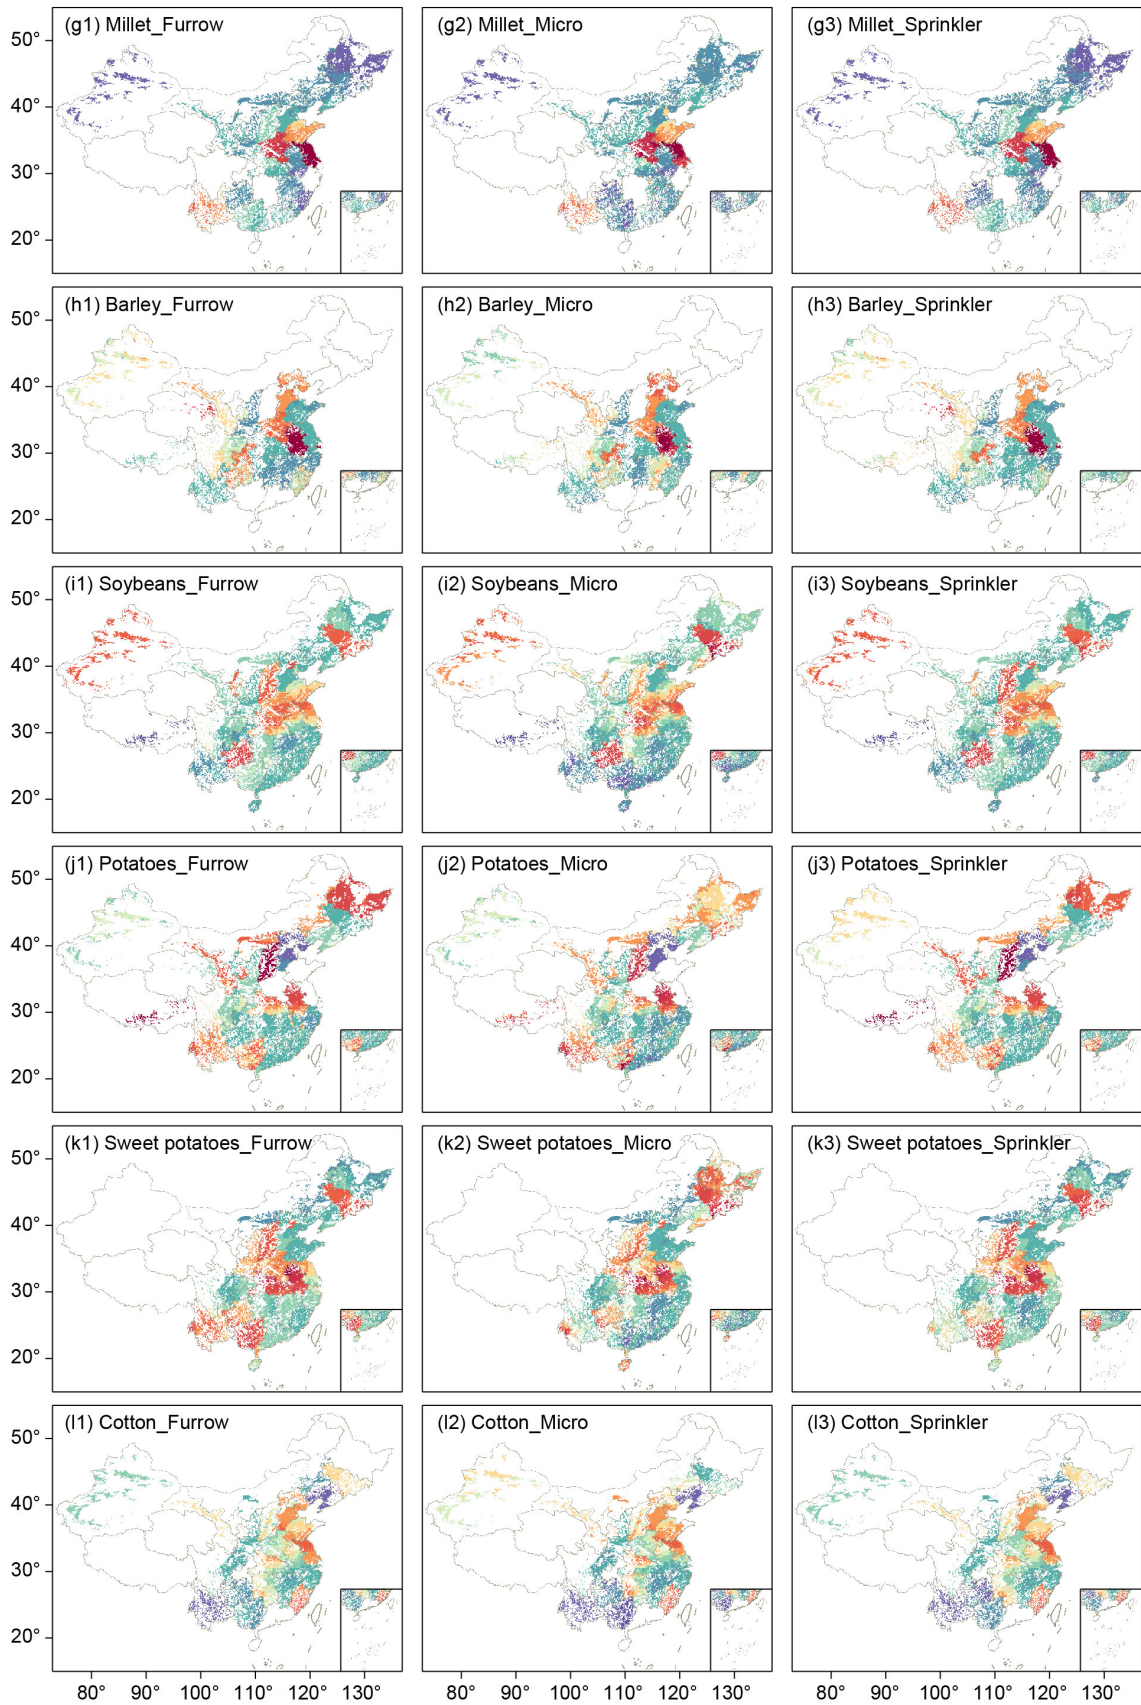 (g1) Millet_Furrow
(g2) Millet_Micro
(g3) Millet_Sprinkler
50°
40°
30°
20°
(h1) Barley_Furrow
(h2) Barley_Micro
(h3) Barley_Sprinkler
50°
40°
30°
20°
(i1) Soybeans_Furrow
(i2) Soybeans_Micro
(i3) Soybeans_Sprinkler
50°
40°
30°
20°
(j1) Potatoes_Furrow
(j2) Potatoes_Micro
(j3) Potatoes_Sprinkler
50°
40°
30°
20°
(k1) Sweet potatoes_Furrow
(k2) Sweet potatoes_Micro
(k3) Sweet potatoes_Sprinkler
50°
40°
30°
20°
(l1) Cotton_Furrow
(l2) Cotton_Micro
(l3) Cotton_Sprinkler
50°
40°
30°
20°
80° 90° 100° 110° 120° 130° 80° 90° 100° 110° 120° 130° 80° 90° 100° 110° 120° 130°